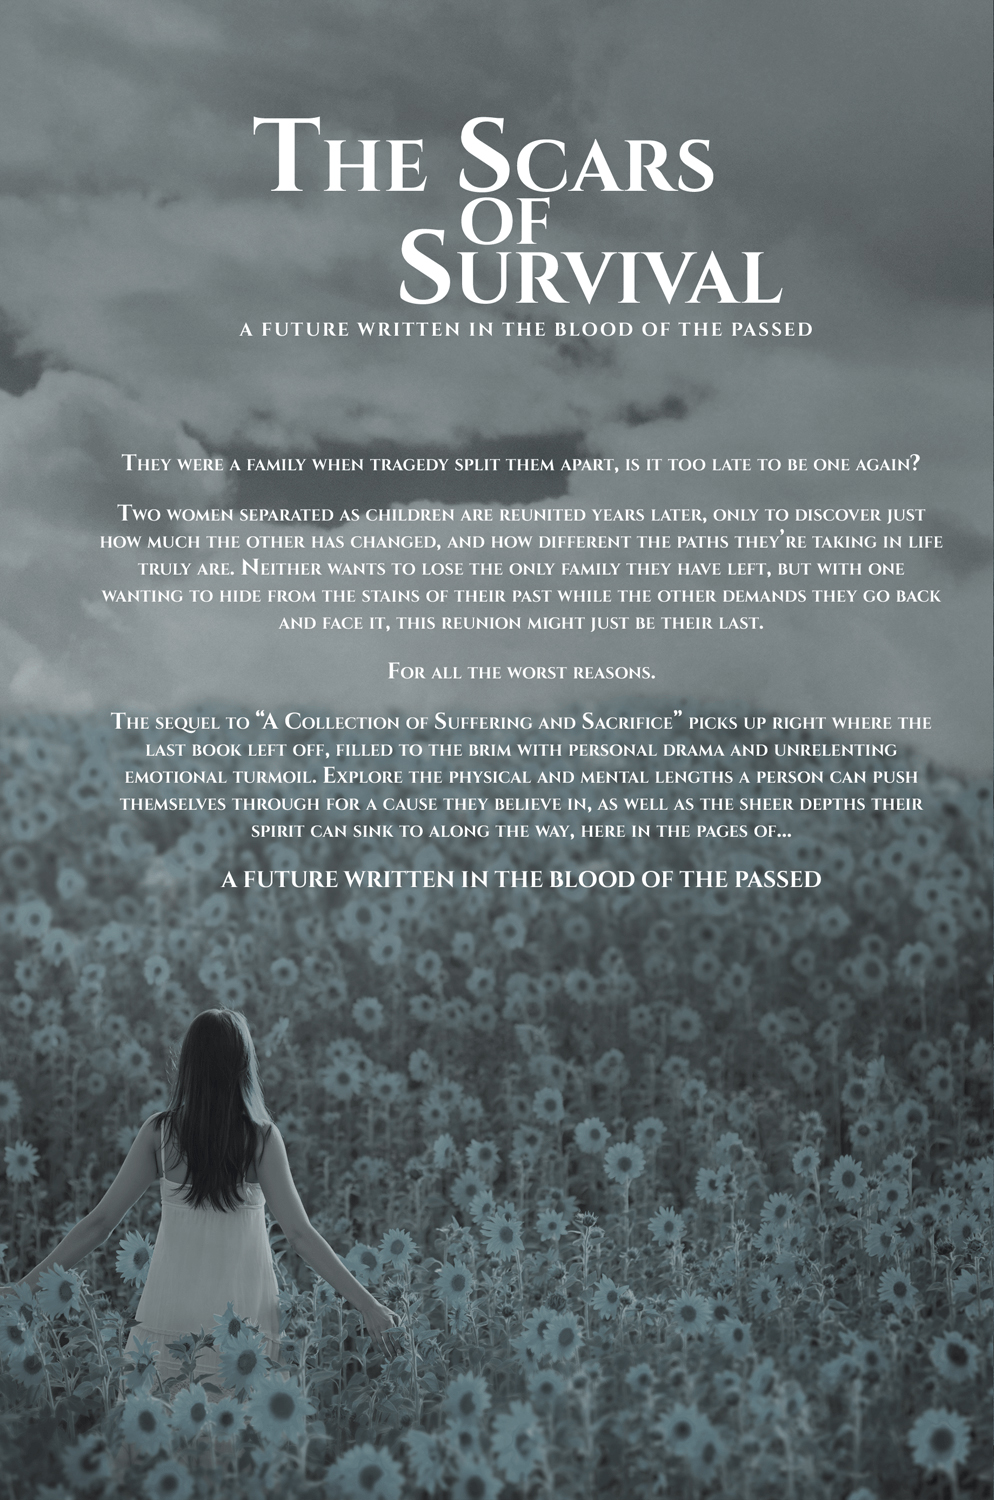 The Scars
of
Survival
A FUTURE WRITTEN IN THE BLOOD OF THE PASSED
They were a family when tragedy split them apart, is it too late to be one again?
Two women separated as children are reunited years later, only to discover just
how much the other has changed, and how different the paths they're taking in life
truly are. Neither wants to lose the only family they have left, but with one
wanting to hide from the stains of their past while the other demands they go back
and face it, this reunion might just be their last.
For all the worst reasons.
The sequel to “A Collection of Suffering and Sacrifice” picks up right where the
last book left off, filled to the brim with personal drama and unrelenting
emotional turmoil. Explore the physical and mental lengths a person can push
themselves through for a cause they believe in, as well as the sheer depths their
spirit can sink to along the way, here in the pages of...
A FUTURE WRITTEN IN THE BLOOD OF THE PASSED